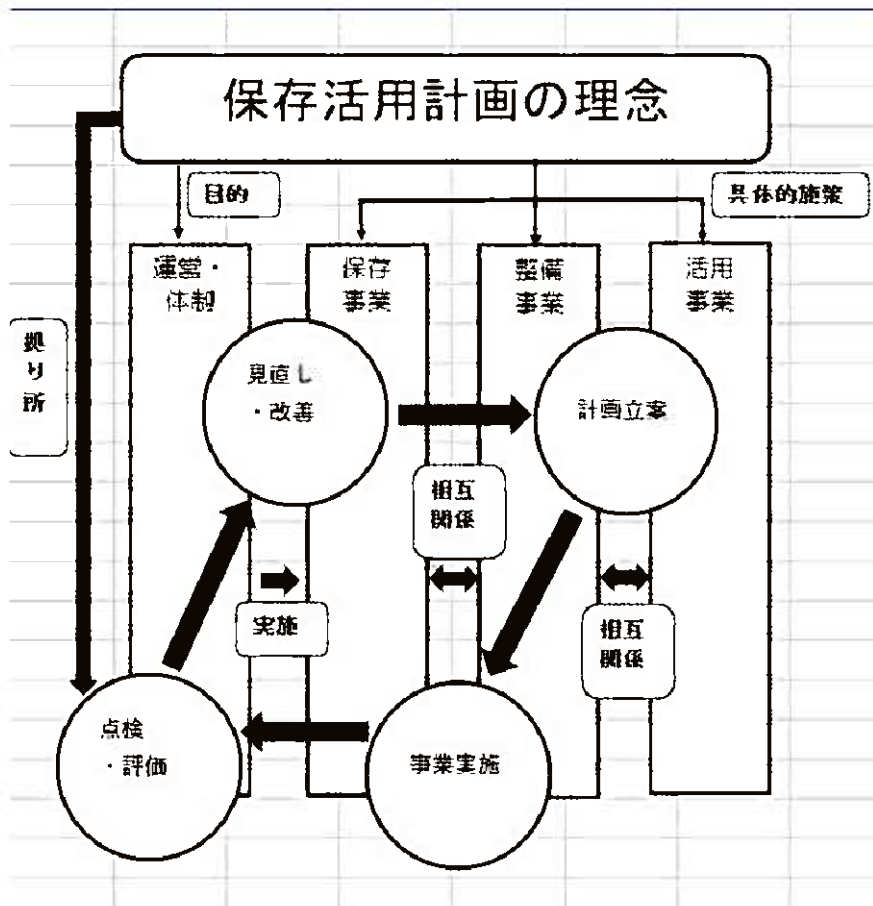 保存活用計画の理念
目的
具体的施策
運営・
体制
保存
事業
整備
事業
活用
事業
拠
り
所
見直し
・改善
計画立案
相互
関係
実施
相互
関係
点検
・評価
事業実施